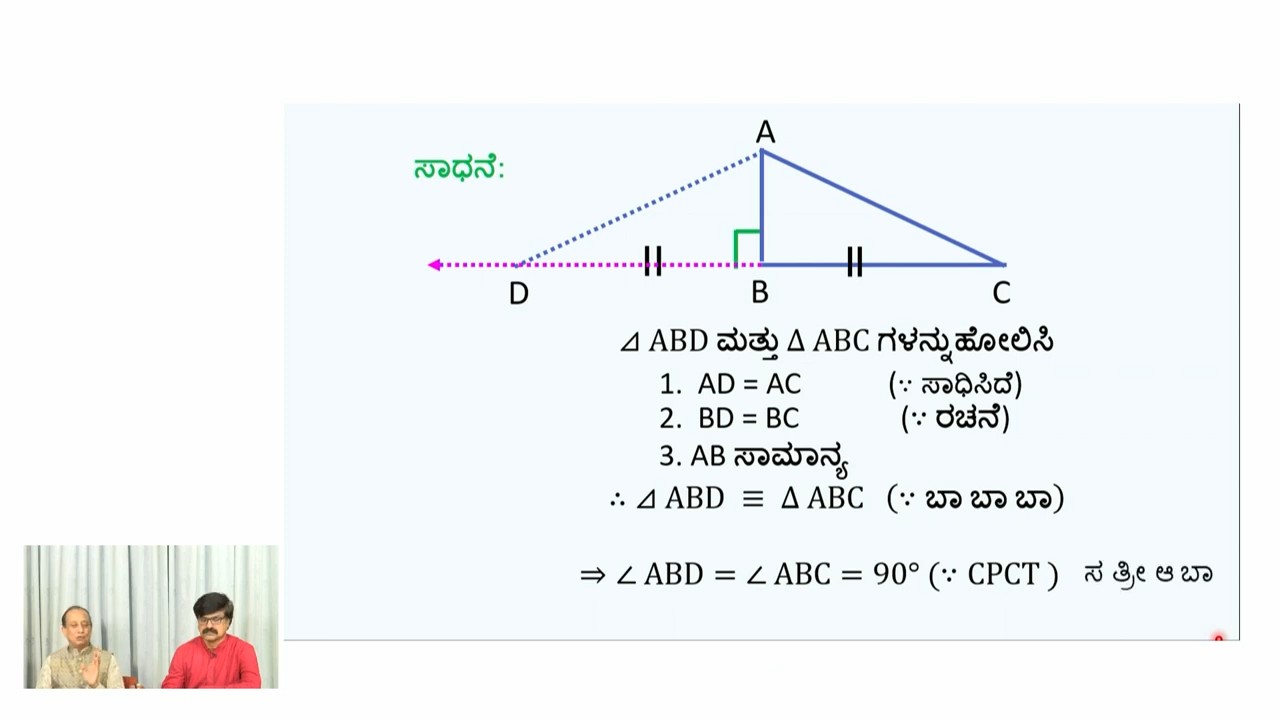 A
ಸಾಧನೆ:
D B C
⊿ ABD ಮತ್ತು Δ ABC ಗಳನ್ನು ಹೋಲಿಸಿ
1. AD = AC (∵ ಸಾಧಿಸಿದೆ)
2. BD = BC (∵ ರಚನೆ)
3. AB ಸಾಮಾನ್ಯ
∴ ⊿ ABD ≡ Δ ABC (∵ ಬಾ ಬಾ ಬಾ)
⇒ ∠ ABD = ∠ ABC = 90° (∵ CPCT ) ಸ ತ್ರೀ ಆ ಬಾ